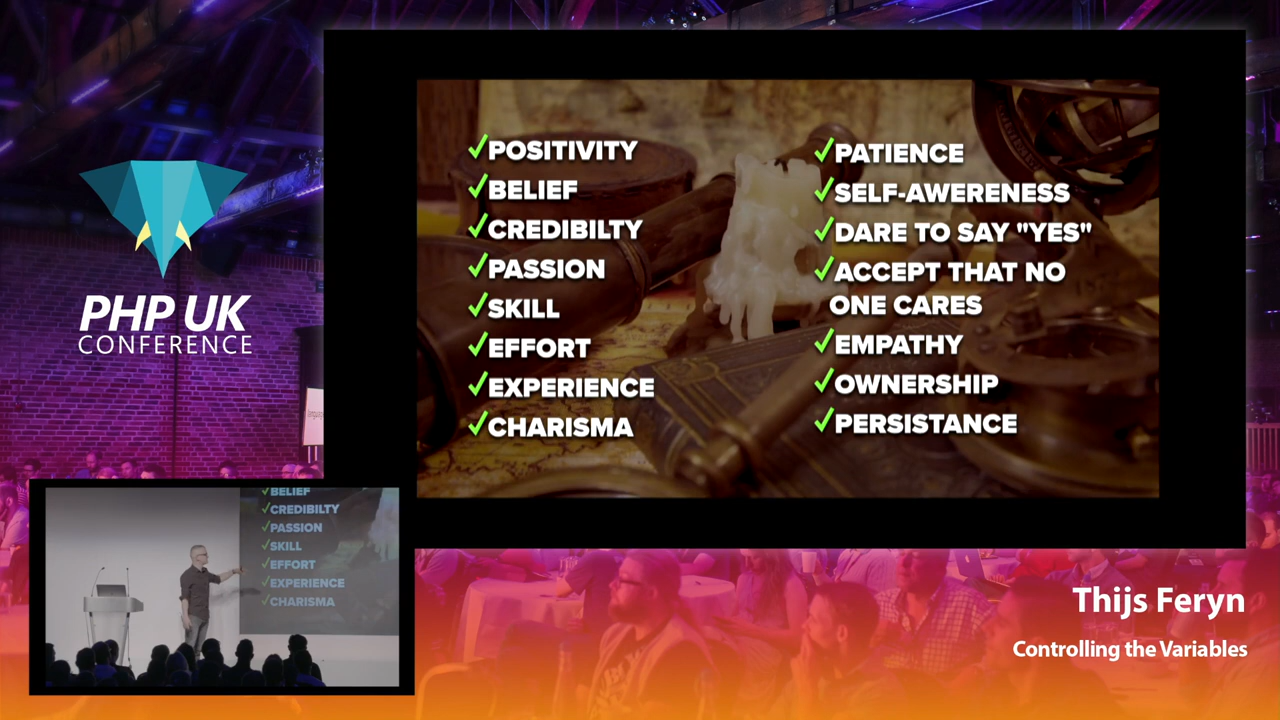 PHP UK
CONFERENCE
✓POSITIVITY
✓BELIEF
✓CREDIBILTY
✓PASSION
✓SKILL
✓EFFORT
✓EXPERIENCE
✓CHARISMA
✓PATIENCE
✓SELF-AWERENESS
✓DARE TO SAY "YES"
✓ACCEPT THAT NO
ONE CARES
✓EMPATHY
✓OWNERSHIP
✓PERSISTANCE
✓BELIEF
✓CREDIBILTY
✓PASSION
✓SKILL
✓EFFORT
✓EXPERIENCE
✓CHARISMA
Thijs Feryn
Controlling the Variables